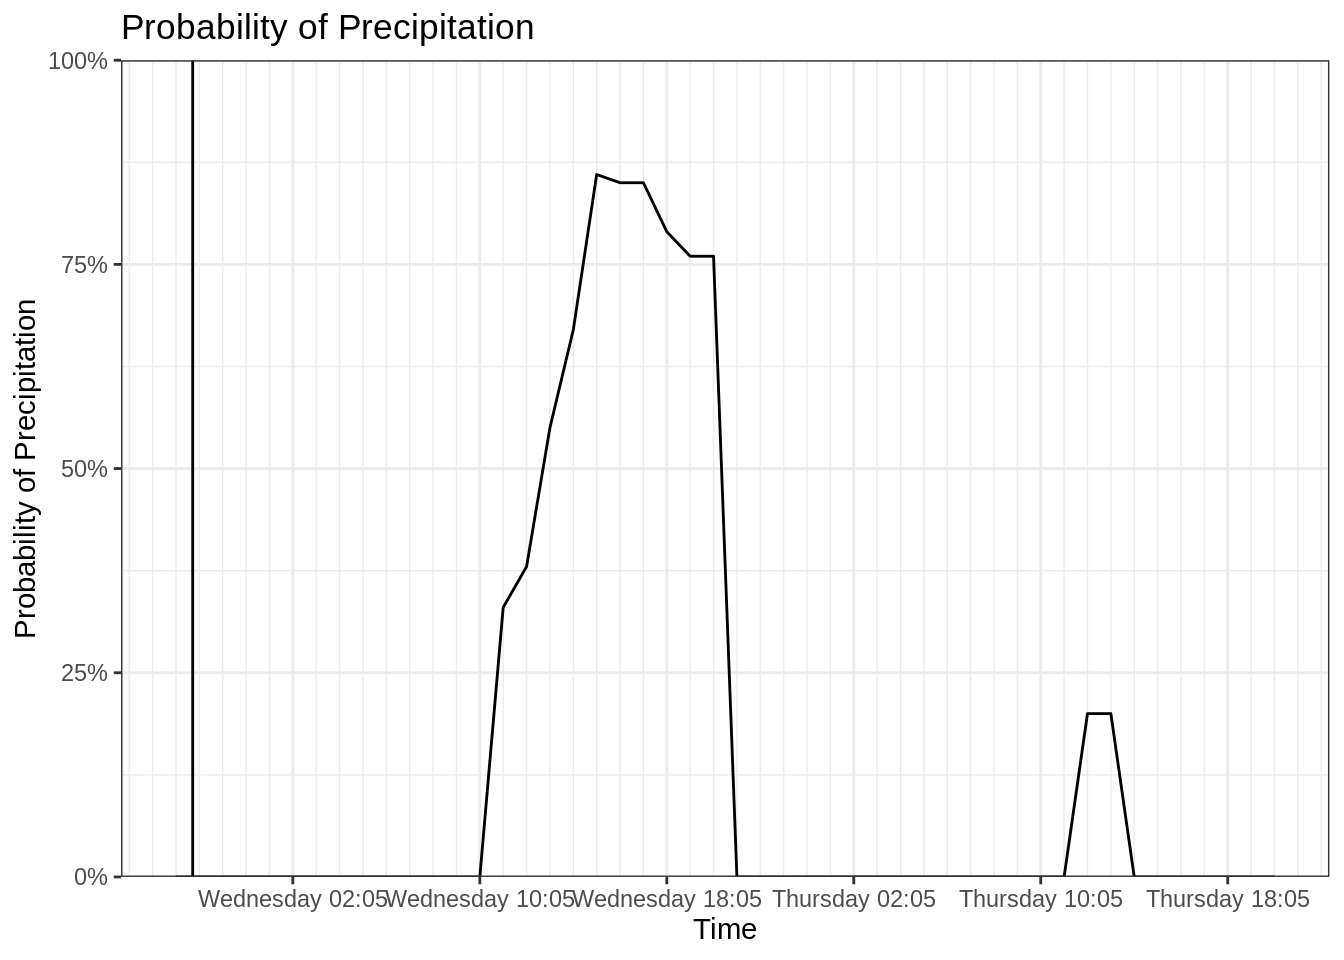 Probability of Precipitation
Probability of Precipitation
100%
75%
50%
25%
0%
Wednesday 02:05 Wednesday 10:05 Wednesday 18:05 Thursday 02:05 Thursday 10:05 Thursday 18:05
Time